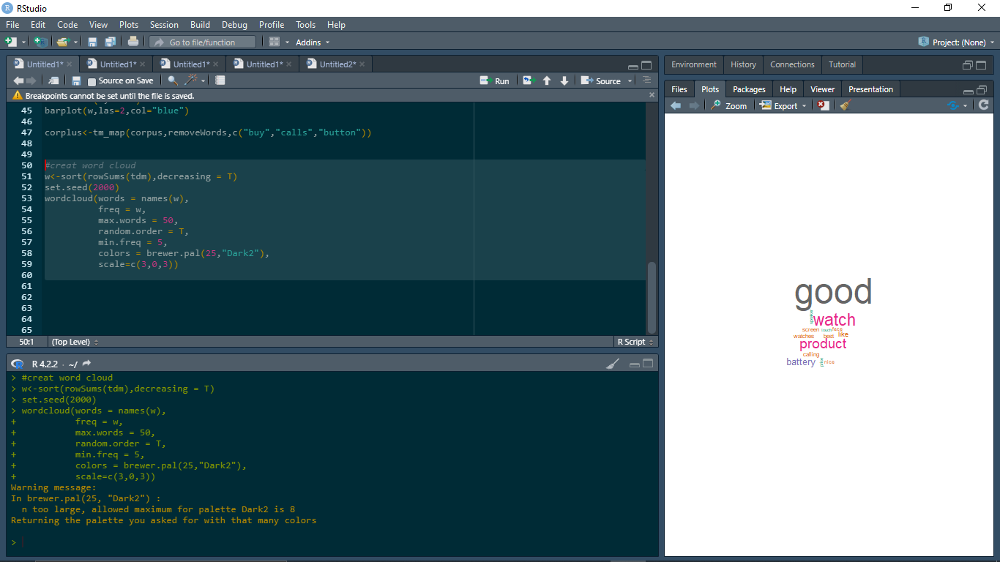 RStudio
File Edit Code View Plots Session Build Debug Profile Tools Help
Go to file/function Addins Project: (None)
Untitled1* Untitled1* Untitled1* Untitled1* Untitled2*
Source on Save Run Source
Breakpoints cannot be set until the file is saved.
45 barplot(w,las=2,col="blue")
46
47 corplus<-tm_map(corpus,removeWords,c("buy","calls","button"))
48
49
50 #creat word cloud
51 w<-sort(rowSums(tdm),decreasing = T)
52 set.seed(2000)
53 wordcloud(words = names(w),
54 freq = w,
55 max.words = 50,
56 random.order = T,
57 min.freq = 5,
58 colors = brewer.pal(25,"Dark2"),
59 scale=c(3,0,3))
60
61
62
63
64
65
50:1 (Top Level) R Script
R 4.2.2 · ~/
> #creat word cloud
> w<-sort(rowSums(tdm),decreasing = T)
> set.seed(2000)
> wordcloud(words = names(w),
+ freq = w,
+ max.words = 50,
+ random.order = T,
+ min.freq = 5,
+ colors = brewer.pal(25,"Dark2"),
+ scale=c(3,0,3))
Warning message:
In brewer.pal(25, "Dark2") :
n too large, allowed maximum for palette Dark2 is 8
Returning the palette you asked for with that many colors
>
Environment History Connections Tutorial
Files Plots Packages Help Viewer Presentation
Zoom Export
good
watch
screen touch face
watches best like
product
calling
battery price nice